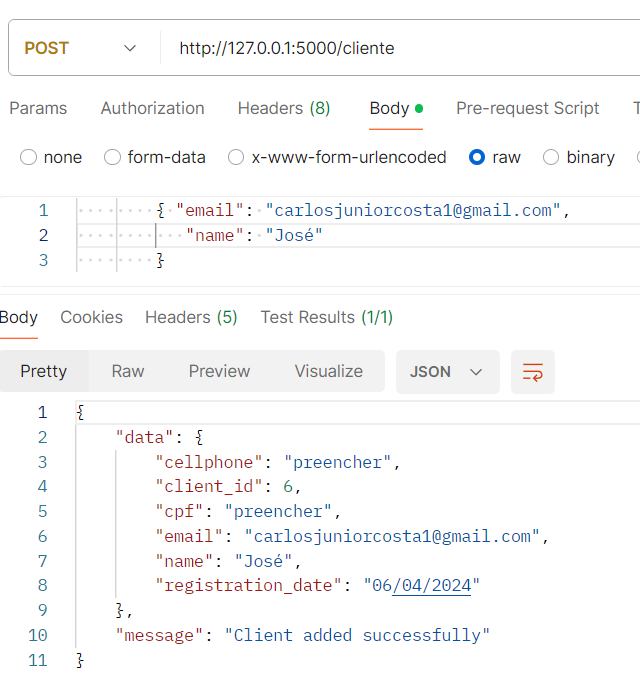 POST http://127.0.0.1:5000/cliente
Params Authorization Headers (8) Body Pre-request Script
none form-data x-www-form-urlencoded raw binary
1 { "email": "carlosjuniorcosta1@gmail.com",
2 "name": "José"
3 }
Body Cookies Headers (5) Test Results (1/1)
Pretty Raw Preview Visualize JSON
1 {
2 "data": {
3 "cellphone": "preencher",
4 "client_id": 6,
5 "cpf": "preencher",
6 "email": "carlosjuniorcosta1@gmail.com",
7 "name": "José",
8 "registration_date": "06/04/2024"
9 },
10 "message": "Client added successfully"
11 }